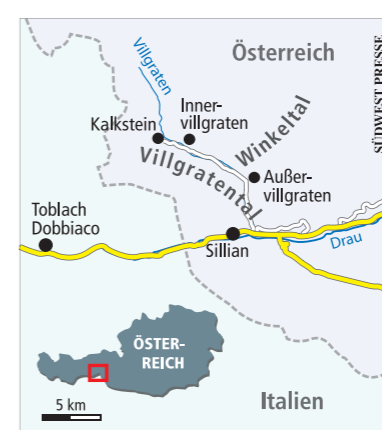 Villgraten
Österreich
SÜDWEST PRESSE
Inner-
villgraten
Kalkstein
Winkeltal
Villgratental
Außer-
villgraten
Toblach
Dobbiaco
Sillian
Drau
ÖSTER-
REICH
5 km
Italien